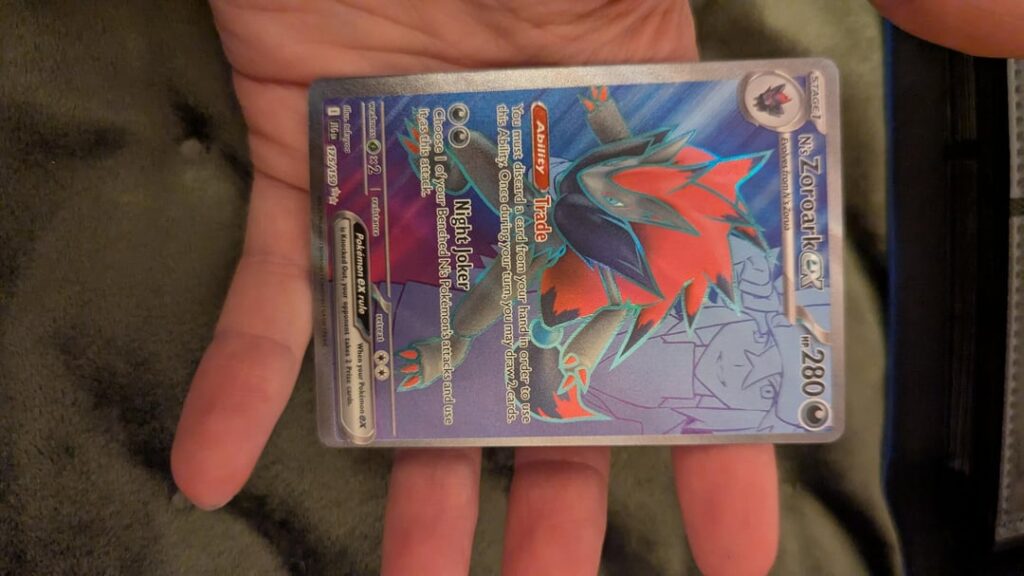 STAGE 1
N's Zoroark ex
HP 280
Evolves from N's Zorua
Ability Trade
You must discard a card from your hand in order to use
this Ability. Once during your turn, you may draw 2 cards.
Night Joker
Choose 1 of your Benched N's Pokémon's attacks and use
it as this attack.
weakness ×2
resistance
retreat
Pokémon ex rule
When your Pokémon ex
is Knocked Out, your opponent takes 2 Prize cards.